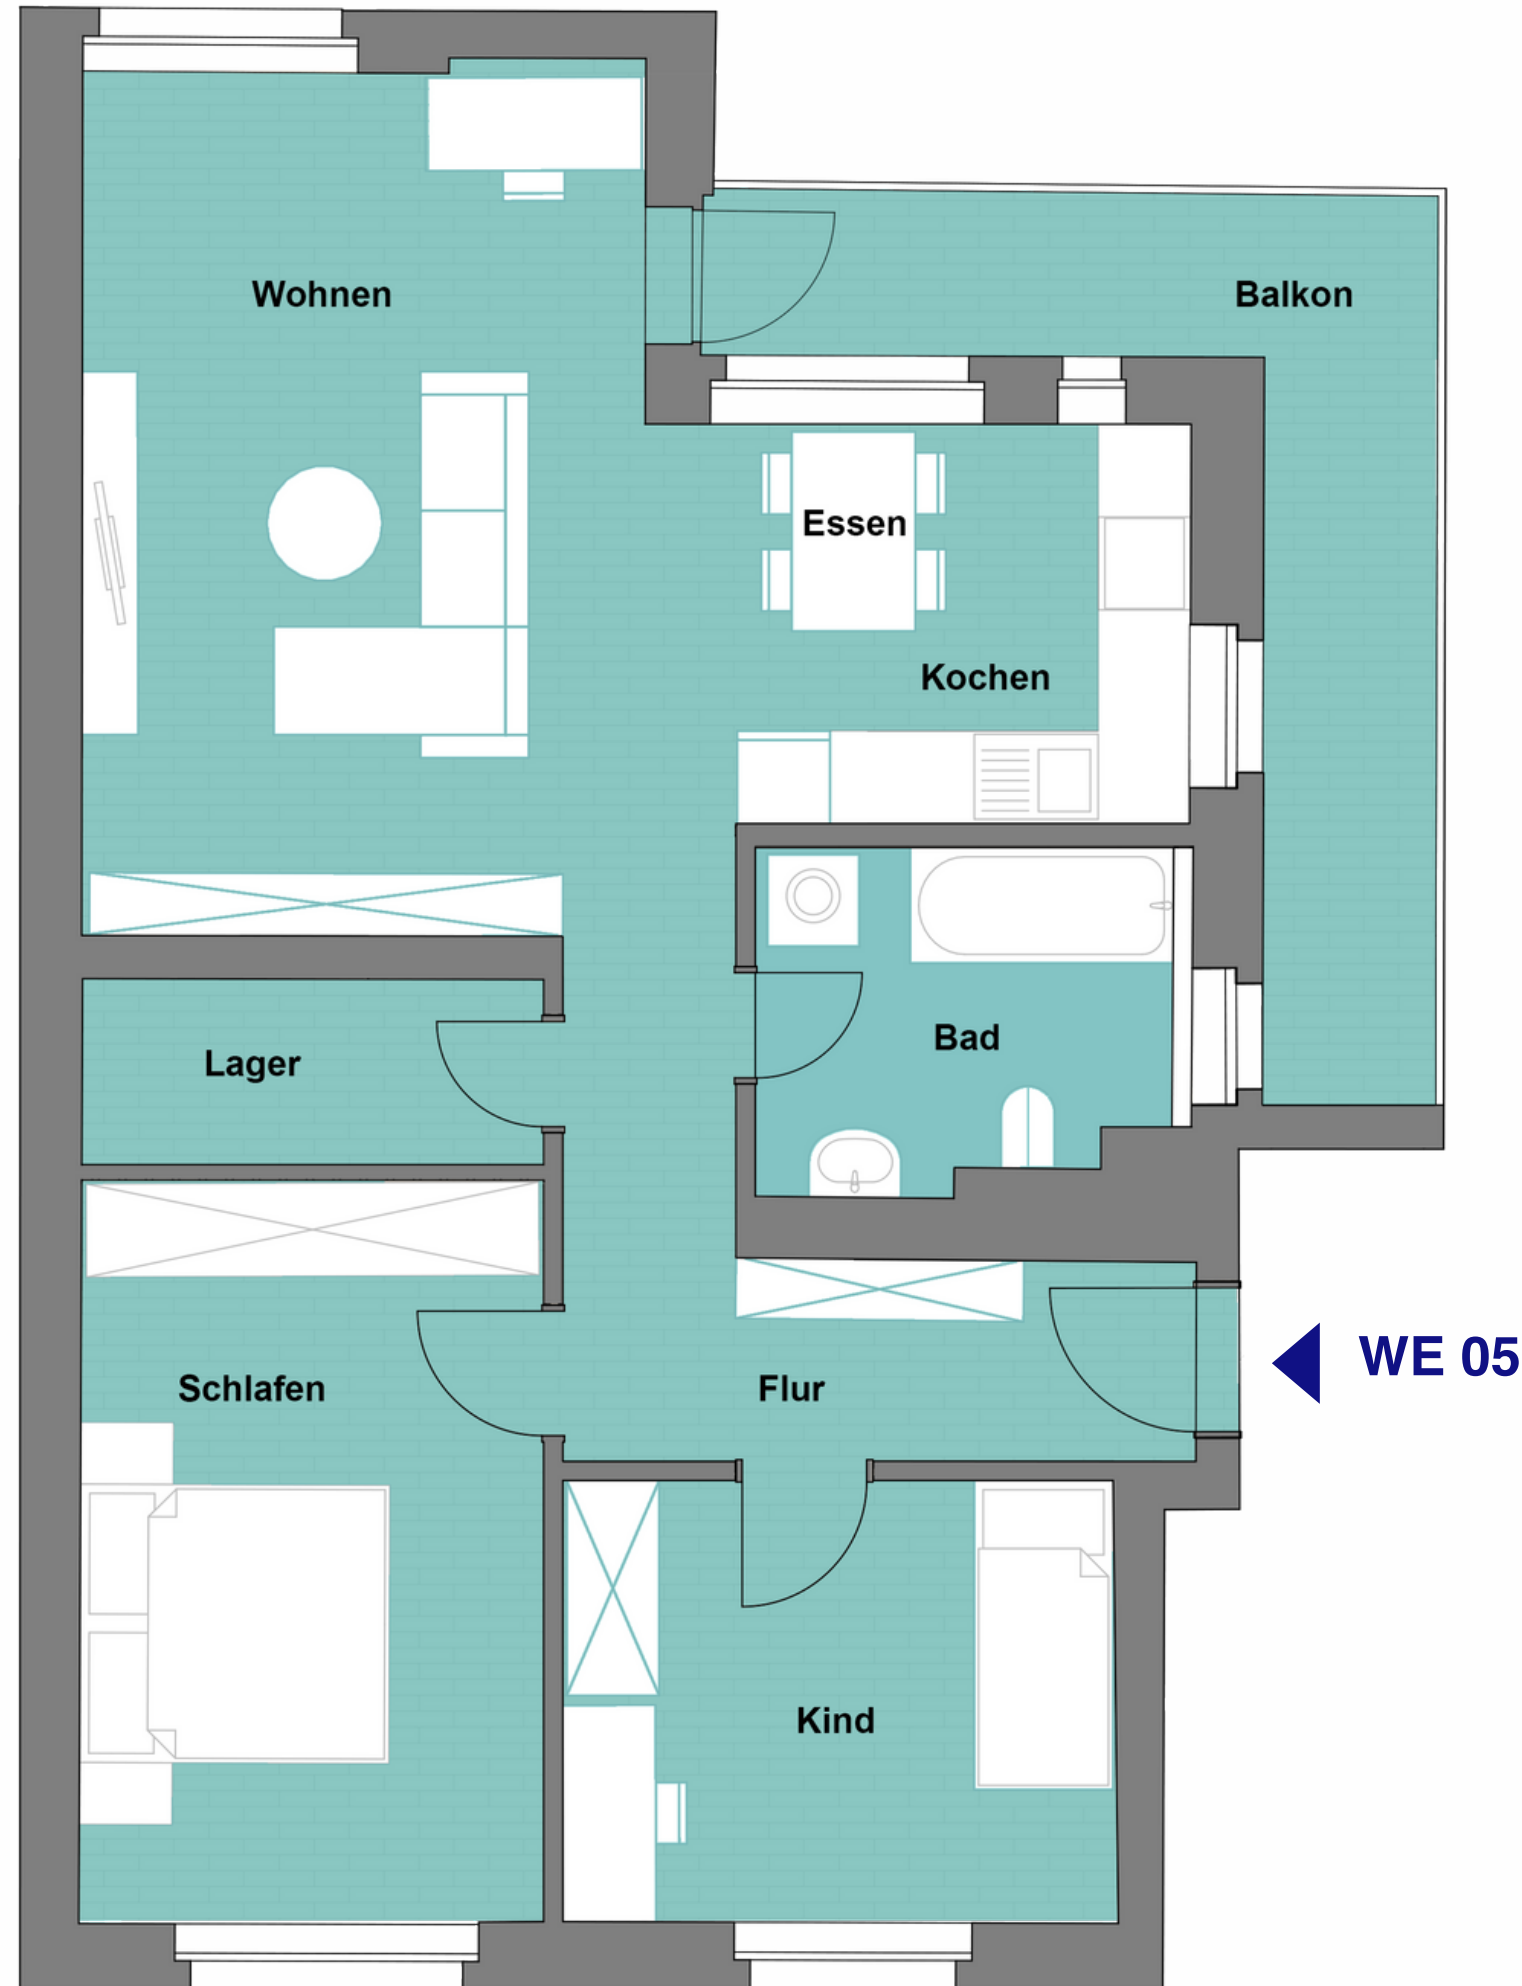 Wohnen
Balkon
Essen
Kochen
Bad
Lager
WE 05
Schlafen
Flur
Kind